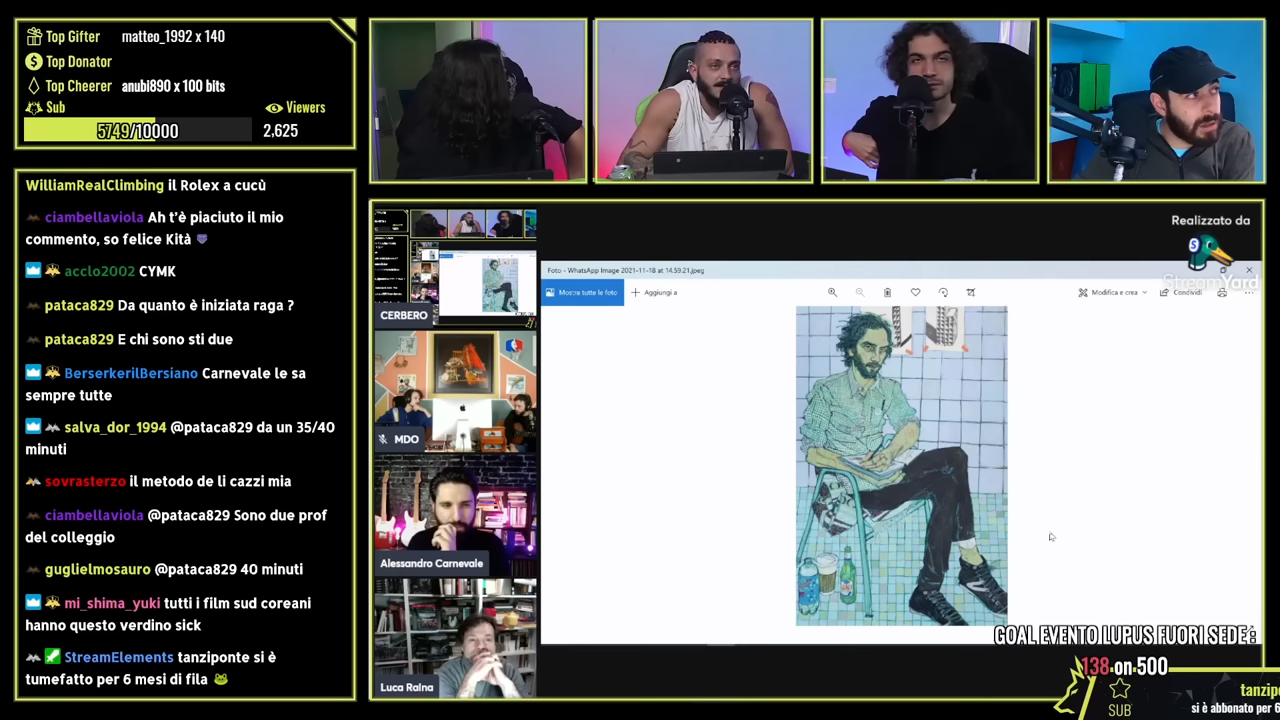 Top Gifter matteo_1992 x 140
Top Donator
Top Cheerer anubi890 x 100 bits
Sub Viewers
5749/10000 2,625
WilliamRealClimbing il Rolex a cucù
ciambellaviola Ah t'è piaciuto il mio
commento, so felice Kità
acclo2002 CYMK
pataca829 Da quanto è iniziata raga ?
pataca829 E chi sono sti due
BerserkerilBersiano Carnevale le sa
sempre tutte
salva_dor_1994 @pataca829 da un 35/40
minuti
sovrasterzo il metodo de li cazzi mia
ciambellaviola @pataca829 Sono due prof
del colleggio
guglielmosauro @pataca829 40 minuti
mi_shima_yuki tutti i film sud coreani
hanno questo verdino sick
StreamElements tanziponte si è
tumefatto per 6 mesi di fila
CERBERO
MDO
Alessandro Carnevale
Luca Raina
Realizzato da
StreamYard
Foto - WhatsApp Image 2021-11-18 at 14.59.21.jpeg
Mostra tutte le foto Aggiungi a Modifica e crea Condividi
GOAL EVENTO LUPUS FUORI SEDE:
138 on 500
SUB
tanzipo
si è abbonato per 6